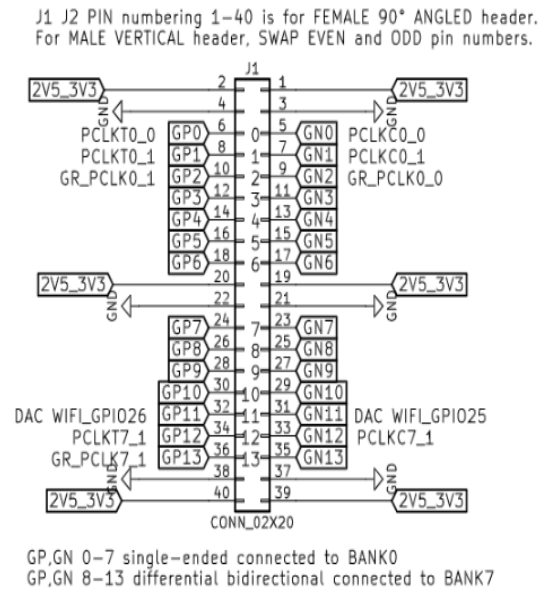 J1 J2 PIN numbering 1-40 is for FEMALE 90° ANGLED header.
For MALE VERTICAL header, SWAP EVEN and ODD pin numbers.
J1
2V5_3V3 2 1 2V5_3V3
GND 4 3 GND
PCLKT0_0 GP0 6 0 5 GN0 PCLKC0_0
PCLKT0_1 GP1 8 1 7 GN1 PCLKC0_1
GR_PCLK0_1 GP2 10 2 9 GN2 GR_PCLK0_0
GP3 12 3 11 GN3
GP4 14 4 13 GN4
GP5 16 5 15 GN5
GP6 18 6 17 GN6
2V5_3V3 20 19 2V5_3V3
GND 22 21 GND
GP7 24 7 23 GN7
GP8 26 8 25 GN8
GP9 28 9 27 GN9
GP10 30 10 29 GN10
DAC WIFI_GPIO26 GP11 32 11 31 GN11 DAC WIFI_GPIO25
PCLKT7_1 GP12 34 12 33 GN12 PCLKC7_1
GR_PCLK7_1 GP13 36 13 35 GN13
GND 38 37 GND
2V5_3V3 40 39 2V5_3V3
CONN_02X20
GP,GN 0-7 single-ended connected to BANK0
GP,GN 8-13 differential bidirectional connected to BANK7